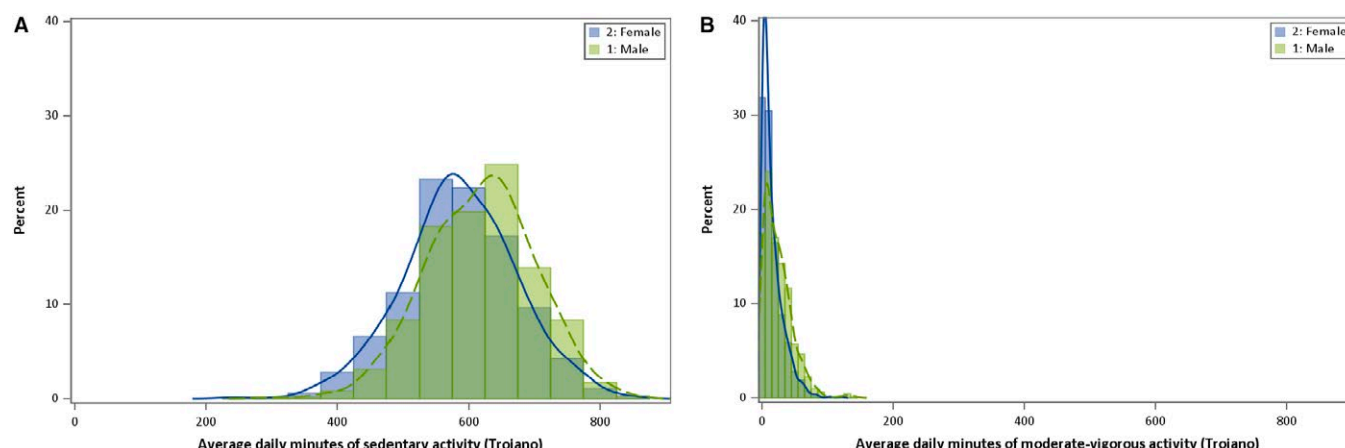 A
40
30
20
10
0
Percent
2: Female
1: Male
0 200 400 600 800
Average daily minutes of sedentary activity (Troiano)
B
40
30
20
10
0
Percent
2: Female
1: Male
0 200 400 600 800
Average daily minutes of moderate-vigorous activity (Troiano)